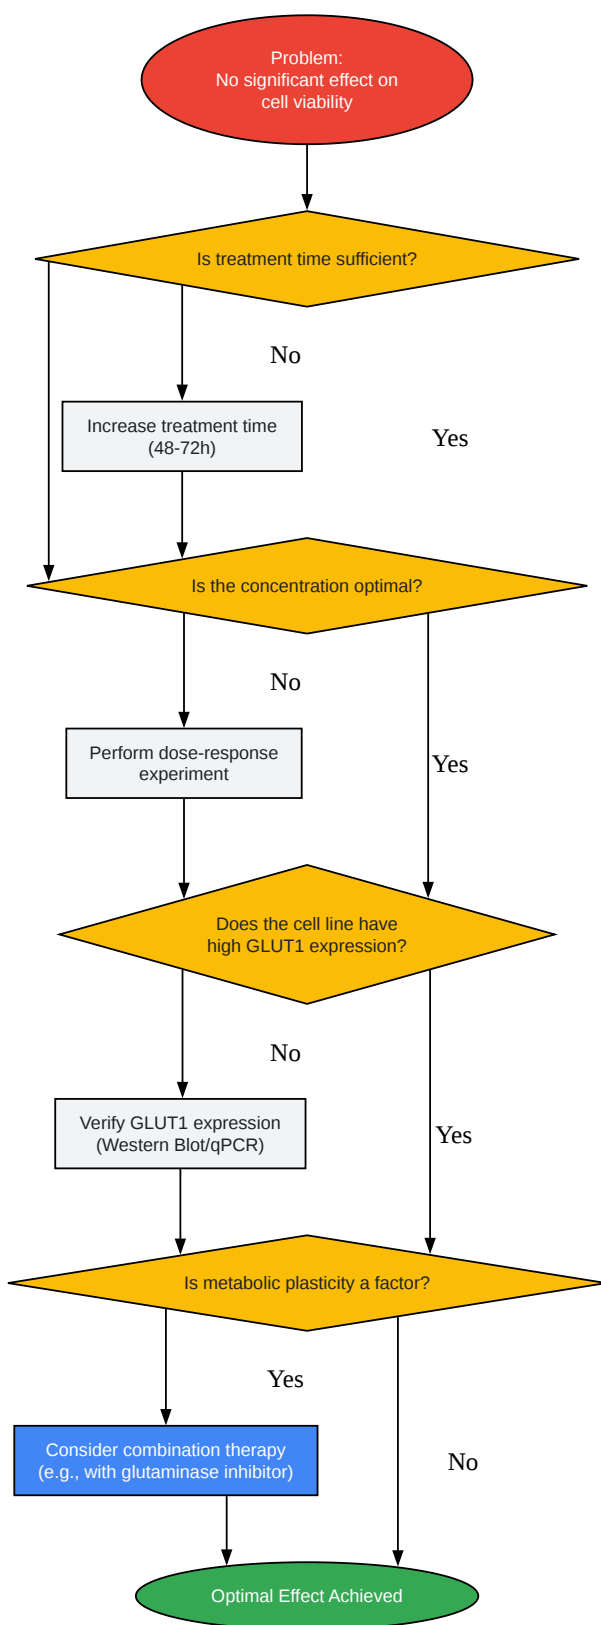 Problem:
No significant effect on
cell viability
Is treatment time sufficient?
No
Increase treatment time
(48-72h)
Yes
Is the concentration optimal?
No
Perform dose-response
experiment
Yes
Does the cell line have
high GLUT1 expression?
No
Verify GLUT1 expression
(Western Blot/qPCR)
Yes
Is metabolic plasticity a factor?
Yes
Consider combination therapy
(e.g., with glutaminase inhibitor)
No
Optimal Effect Achieved